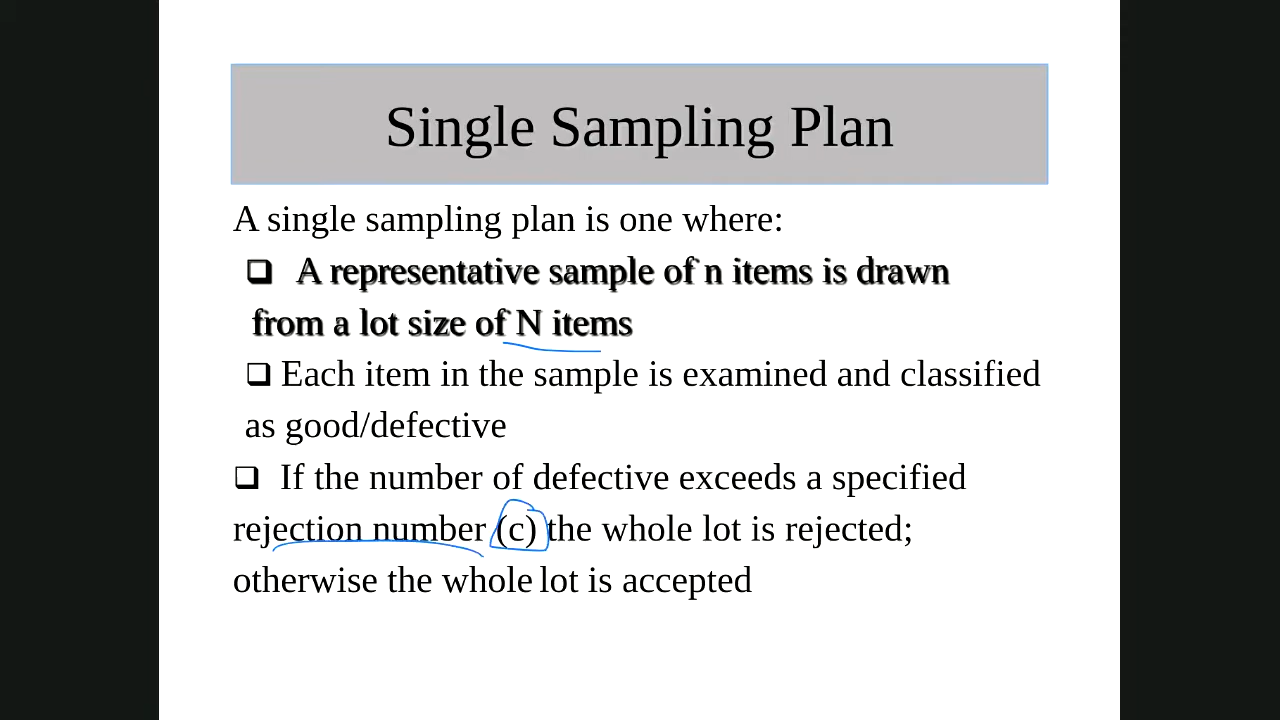 Single Sampling Plan
A single sampling plan is one where:
❑ A representative sample of n items is drawn
from a lot size of N items
❑ Each item in the sample is examined and classified
as good/defective
❑ If the number of defective exceeds a specified
rejection number (c) the whole lot is rejected;
otherwise the whole lot is accepted